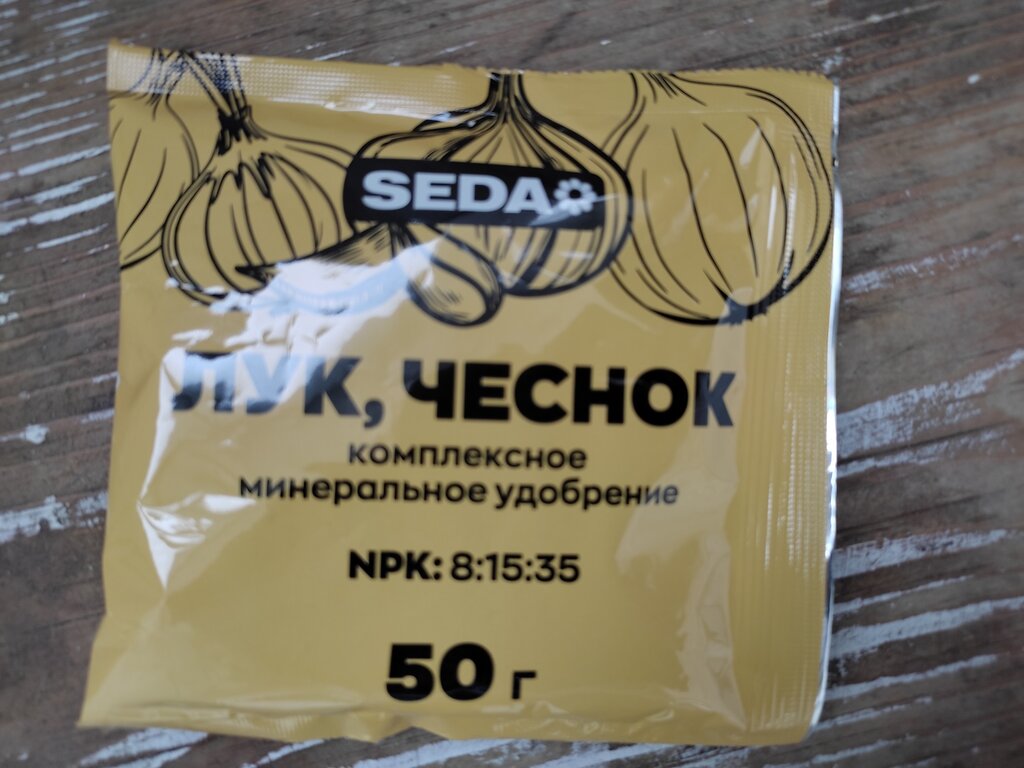 SEDA
ЛУК, ЧЕСНОК
комплексное
минеральное удобрение
NPK: 8:15:35
50 г